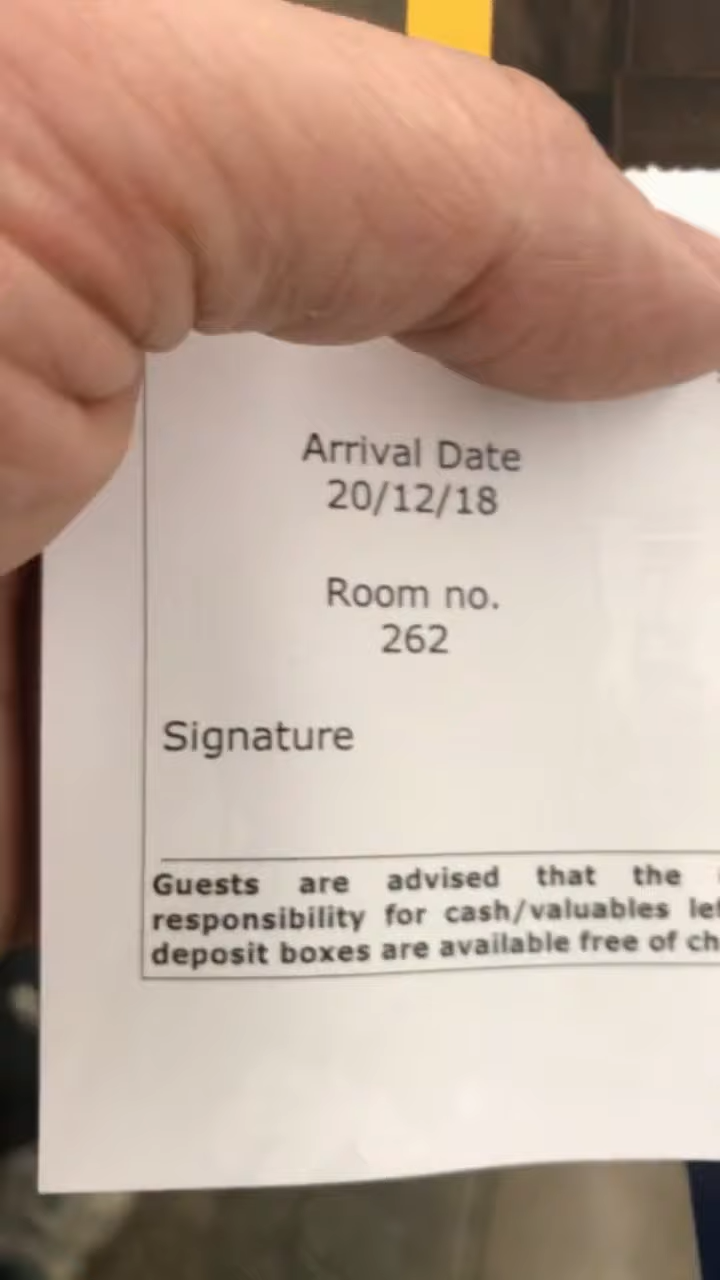 Arrival Date
20/12/18
Room no.
262
Signature
Guests are advised that the
responsibility for cash/valuables
deposit boxes are available free of